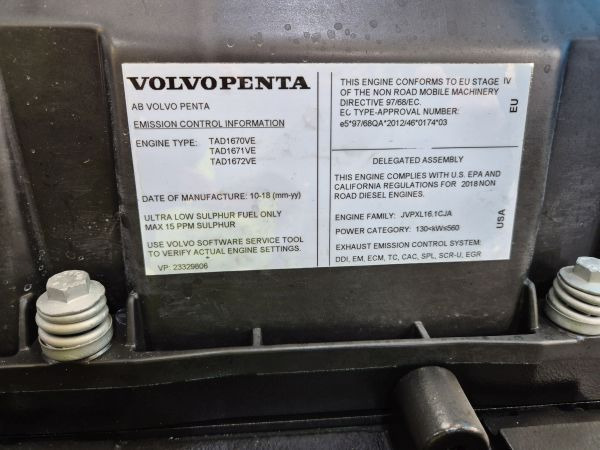 VOLVO PENTA
AB VOLVO PENTA
EMISSION CONTROL INFORMATION
ENGINE TYPE: TAD1670VE
TAD1671VE
TAD1672VE
DATE OF MANUFACTURE: 10-18 (mm-yy)
ULTRA LOW SULPHUR FUEL ONLY
MAX 15 PPM SULPHUR
USE VOLVO SOFTWARE SERVICE TOOL
TO VERIFY ACTUAL ENGINE SETTINGS.
VP: 23329606
THIS ENGINE CONFORMS TO EU STAGE IV
OF THE NON ROAD MOBILE MACHINERY
DIRECTIVE 97/68/EC.
EC TYPE-APPROVAL NUMBER:
e5*97/68QA*2012/46*0174*03
EU
DELEGATED ASSEMBLY
THIS ENGINE COMPLIES WITH U.S. EPA AND
CALIFORNIA REGULATIONS FOR 2018 NON
ROAD DIESEL ENGINES.
ENGINE FAMILY: JVPXL16.1CJA
POWER CATEGORY: 130<kW≤560
EXHAUST EMISSION CONTROL SYSTEM:
DDI, EM, ECM, TC, CAC, SPL, SCR-U, EGR
USA